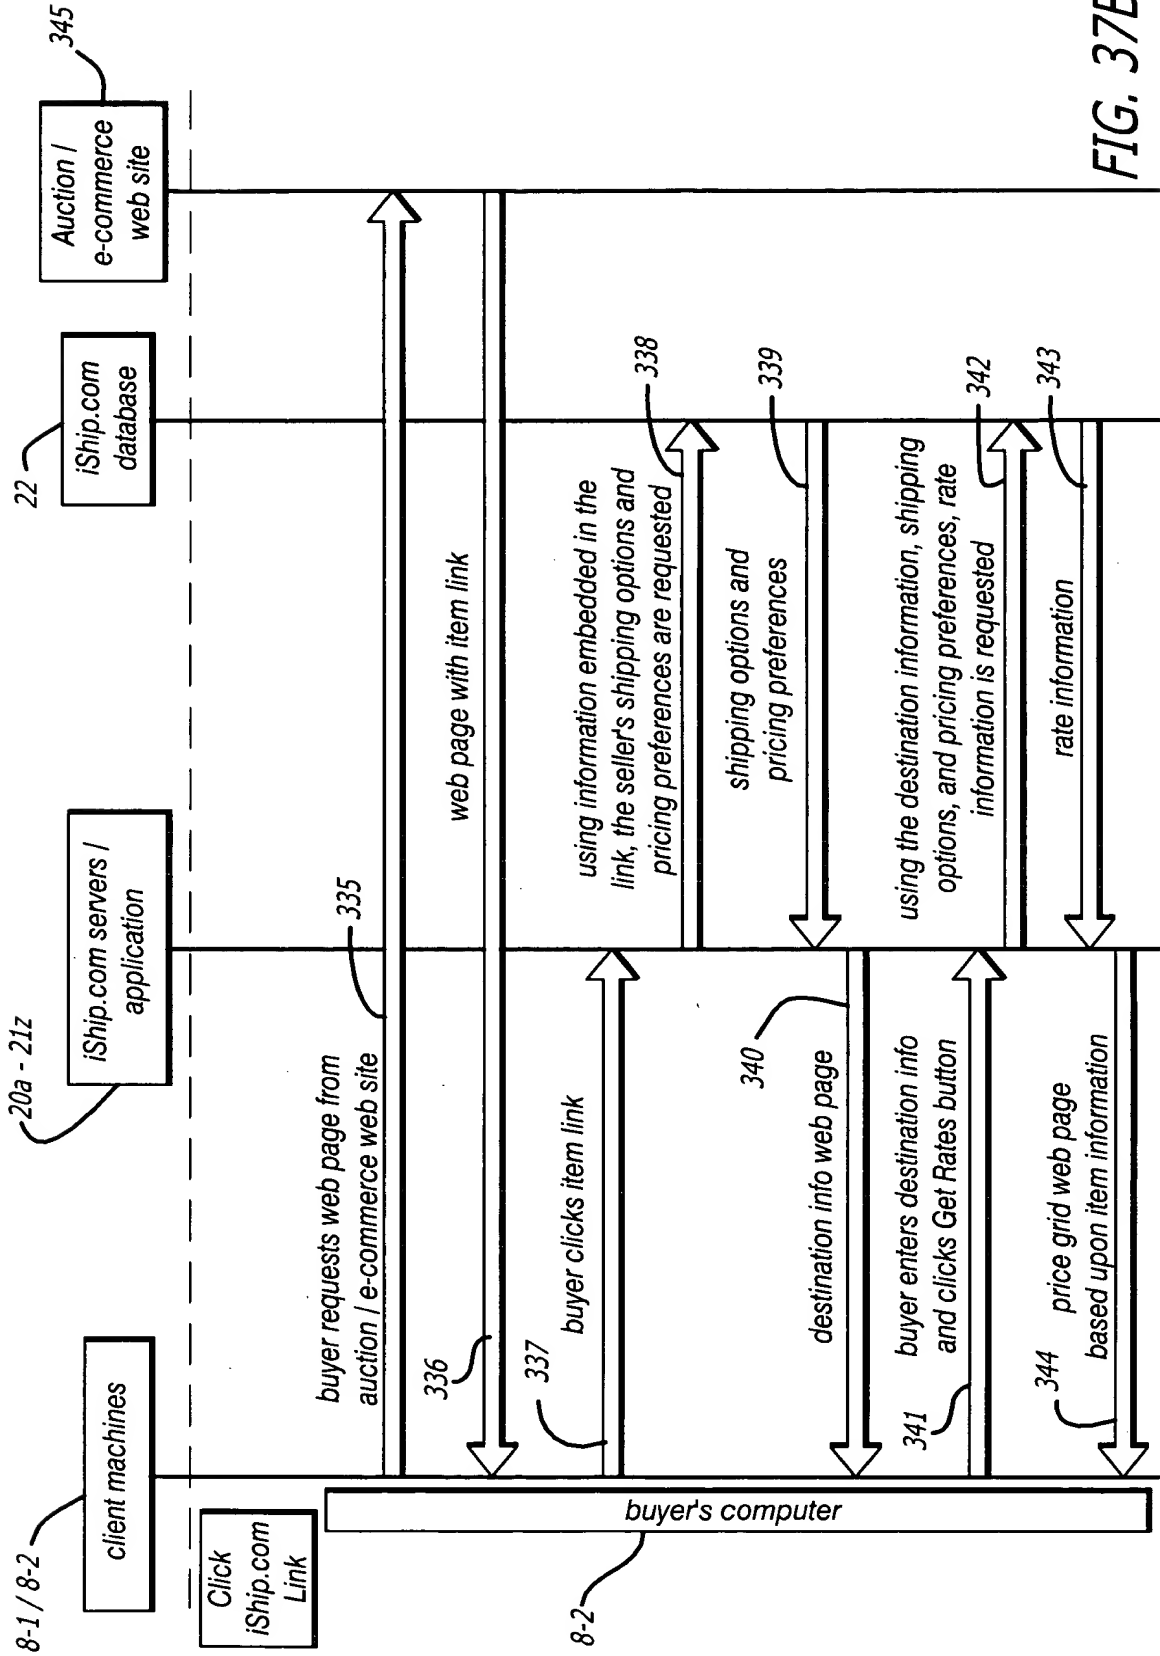 8-1 / 8-2
client machines
20a - 21z
iShip.com servers /
application
22
iShip.com
database
345
Auction /
e-commerce
web site
Click
iShip.com
Link
8-2
buyer's computer
buyer requests web page from
auction / e-commerce web site
335
336
web page with item link
337
buyer clicks item link
using information embedded in the
link, the seller's shipping options and
pricing preferences are requested
338
shipping options and
pricing preferences
339
destination info web page
340
341
buyer enters destination info
and clicks Get Rates button
using the destination information, shipping
options, and pricing preferences, rate
information is requested
342
rate information
343
344
price grid web page
based upon item information
FIG. 37B